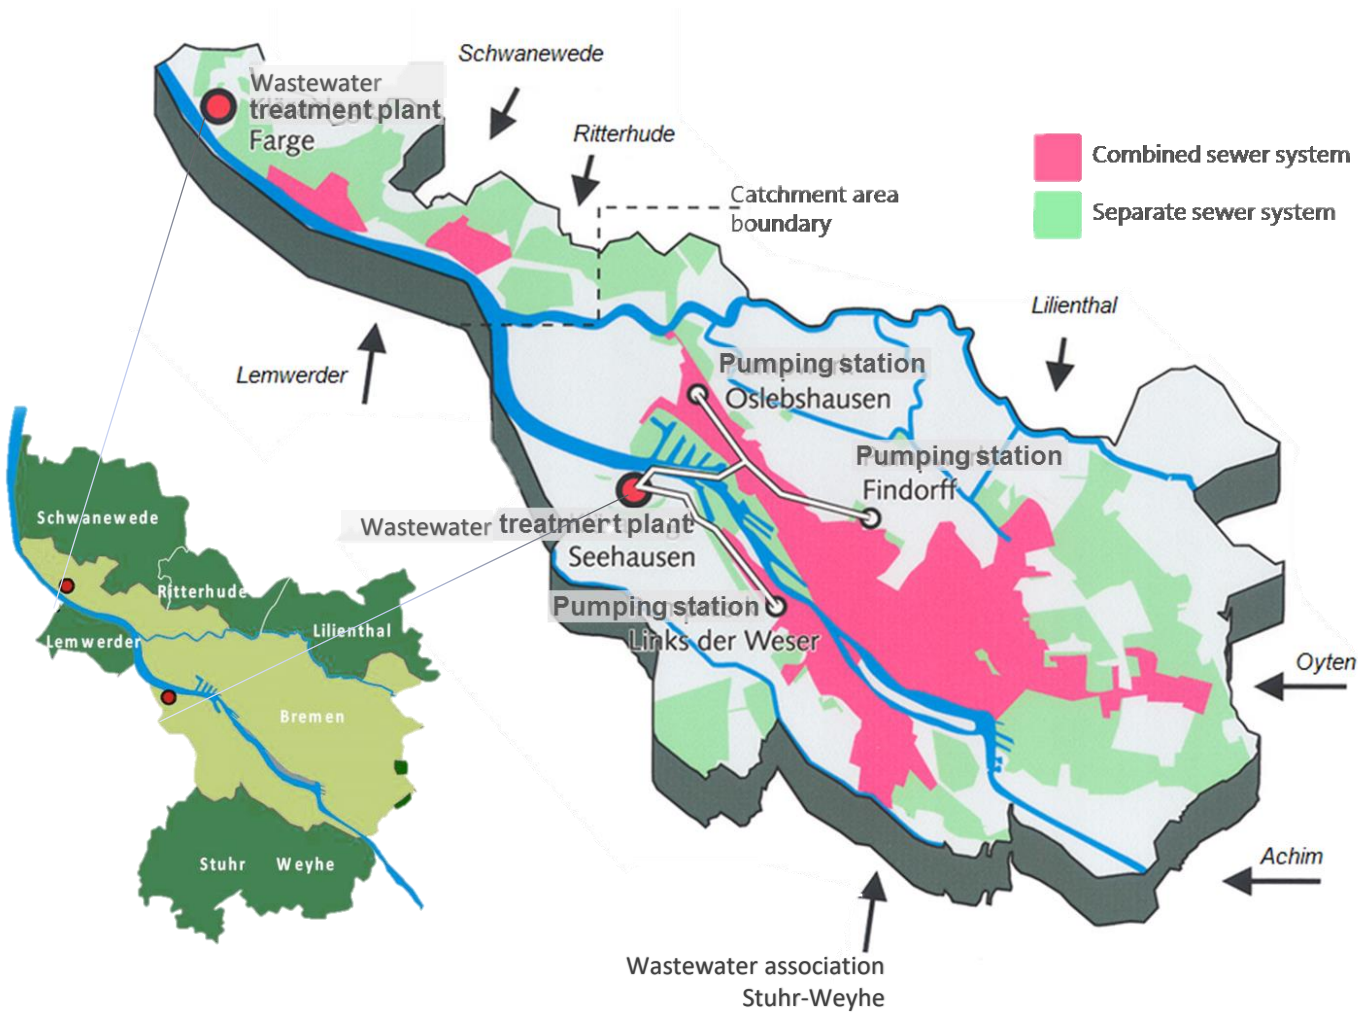 Schwanewede
Wastewater
treatment plant
Farge
Ritterhude
Combined sewer system
Catchment area
boundary
Separate sewer system
Lilienthal
Lemwerder
Pumping station
Oslebshausen
Pumping station
Findorff
Wastewater treatmert plant
Seehausen
Pumping station
Links der Weser
Oyten
Achim
Wastewater association
Stuhr-Weyhe
Schwanewede
Ritterhude
Lemwerder
Lilienthal
Bremen
Stuhr Weyhe